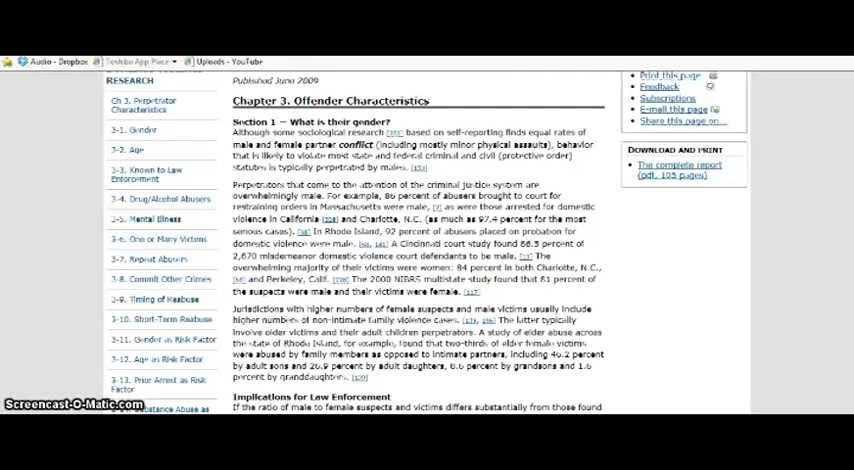 Audio - Dropbox Toshiba App Place Uploads - YouTube
RESEARCH
Ch 3. Perpetrator
Characteristics
3-1. Gender
3-2. Age
3-3. Known to Law
Enforcement
3-4. Drug/Alcohol Abusers
3-5. Mental Illness
3-6. One or Many Victims
3-7. Repeat Abusers
3-8. Commit Other Crimes
3-9. Timing of Reabuse
3-10. Short-Term Reabuse
3-11. Gender as Risk Factor
3-12. Age as Risk Factor
3-13. Prior Arrest as Risk
Factor
Substance Abuse as
Published June 2009
Chapter 3. Offender Characteristics
Section 1 — What is their gender?
Although some sociological research based on self-reporting finds equal rates of
male and female partner conflict (including mostly minor physical assaults), behavior
that is likely to violate most state and federal criminal and civil (protective order)
statutes is typically perpetrated by males.
Perpetrators that come to the attention of the criminal justice system are
overwhelmingly male. For example, 86 percent of abusers brought to court for
restraining orders in Massachusetts were male, as were those arrested for domestic
violence in California and Charlotte, N.C. (as much as 97.4 percent for the most
serious cases). In Rhode Island, 92 percent of abusers placed on probation for
domestic violence were male. A Cincinnati court study found 86.5 percent of
2,670 misdemeanor domestic violence court defendants to be male. The
overwhelming majority of their victims were women: 84 percent in both Charlotte, N.C.,
and Berkeley, Calif. The 2000 NIBRS multistate study found that 81 percent of
the suspects were male and their victims were female. [117]
Jurisdictions with higher numbers of female suspects and male victims usually include
higher numbers of non-intimate family violence cases. The latter typically
involve older victims and their adult children perpetrators. A study of elder abuse across
the state of Rhode Island, for example, found that two-thirds of elder female victims
were abused by family members as opposed to intimate partners, including 46.2 percent
by adult sons and 26.9 percent by adult daughters, 8.6 percent by grandsons and 1.6
percent by granddaughters.
Implications for Law Enforcement
If the ratio of male to female suspects and victims differs substantially from those found
Print this page
Feedback
Subscriptions
E-mail this page
Share this page on...
DOWNLOAD AND PRINT
The complete report
(pdf, 105 pages)
Screencast-O-Matic.com